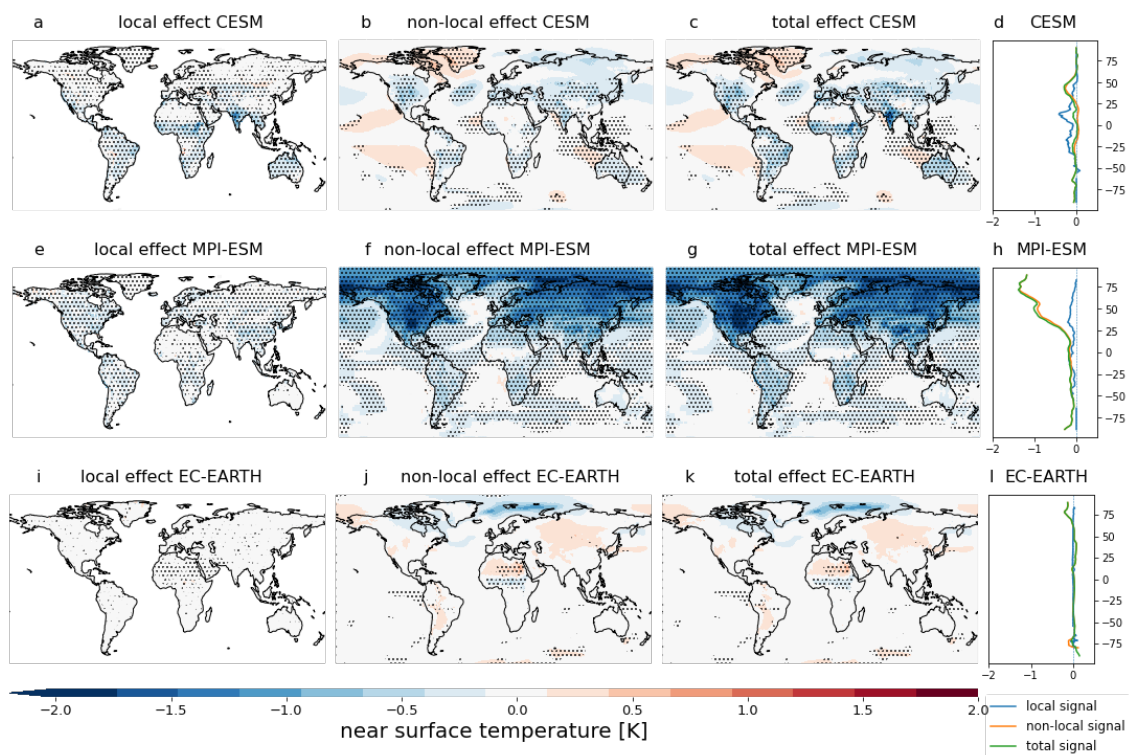 a local effect CESM b non-local effect CESM c total effect CESM d CESM
75
50
25
0
−25
−50
−75
−2 −1 0
e local effect MPI-ESM f non-local effect MPI-ESM g total effect MPI-ESM h MPI-ESM
75
50
25
0
−25
−50
−75
−2 −1 0
i local effect EC-EARTH j non-local effect EC-EARTH k total effect EC-EARTH l EC-EARTH
75
50
25
0
−25
−50
−75
−2 −1 0
−2.0 −1.5 −1.0 −0.5 0.0 0.5 1.0 1.5 2.0
near surface temperature [K]
local signal
non-local signal
total signal